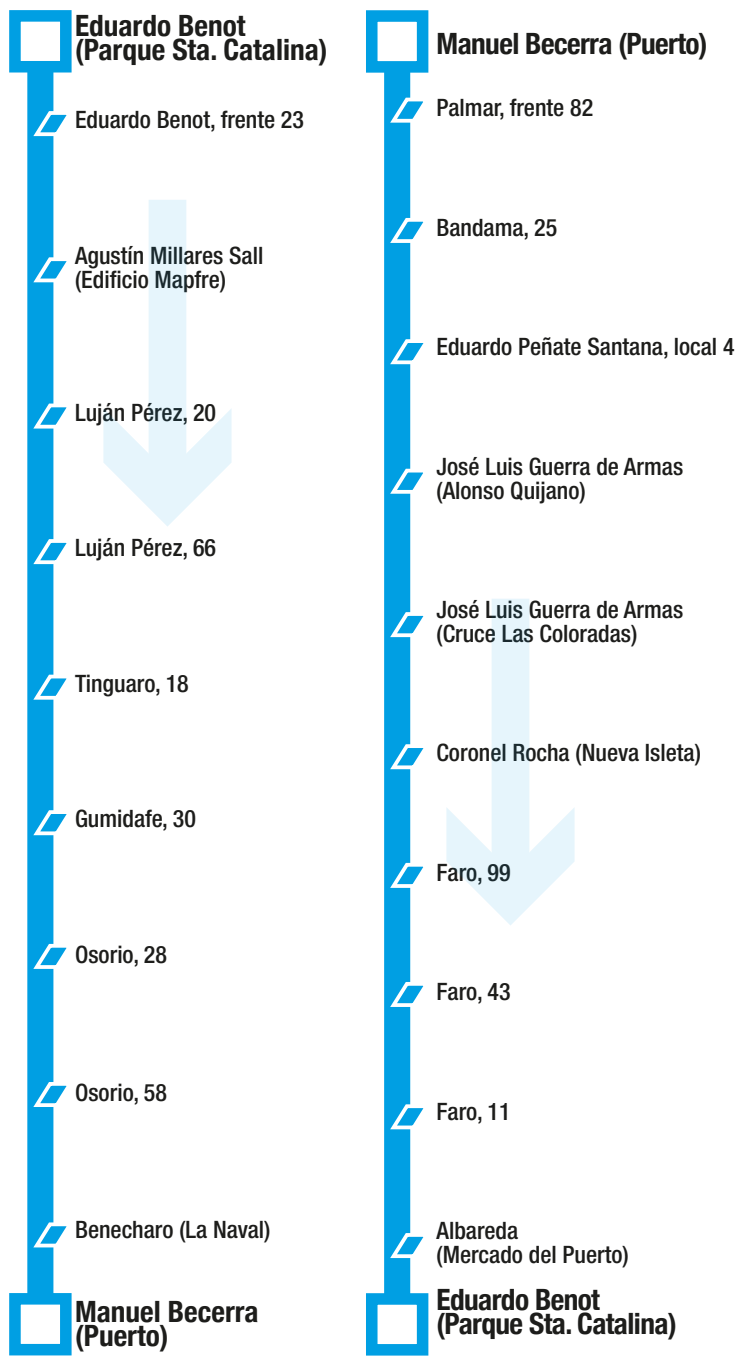 Eduardo Benot
(Parque Sta. Catalina)
Eduardo Benot, frente 23
Agustín Millares Sall
(Edificio Mapfre)
Luján Pérez, 20
Luján Pérez, 66
Tinguaro, 18
Gumidafe, 30
Osorio, 28
Osorio, 58
Benecharo (La Naval)
Manuel Becerra
(Puerto)
Manuel Becerra (Puerto)
Palmar, frente 82
Bandama, 25
Eduardo Peñate Santana, local 4
José Luis Guerra de Armas
(Alonso Quijano)
José Luis Guerra de Armas
(Cruce Las Coloradas)
Coronel Rocha (Nueva Isleta)
Faro, 99
Faro, 43
Faro, 11
Albareda
(Mercado del Puerto)
Eduardo Benot
(Parque Sta. Catalina)